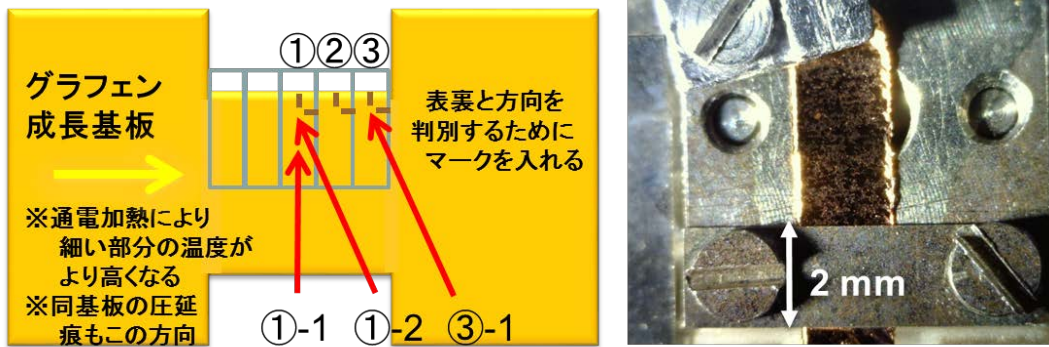 ①②③
グラフェン
成長基板
表裏と方向を
判別するために
マークを入れる
※通電加熱により
細い部分の温度が
より高くなる
※同基板の圧延
痕もこの方向
①-1 ①-2 ③-1
2 mm